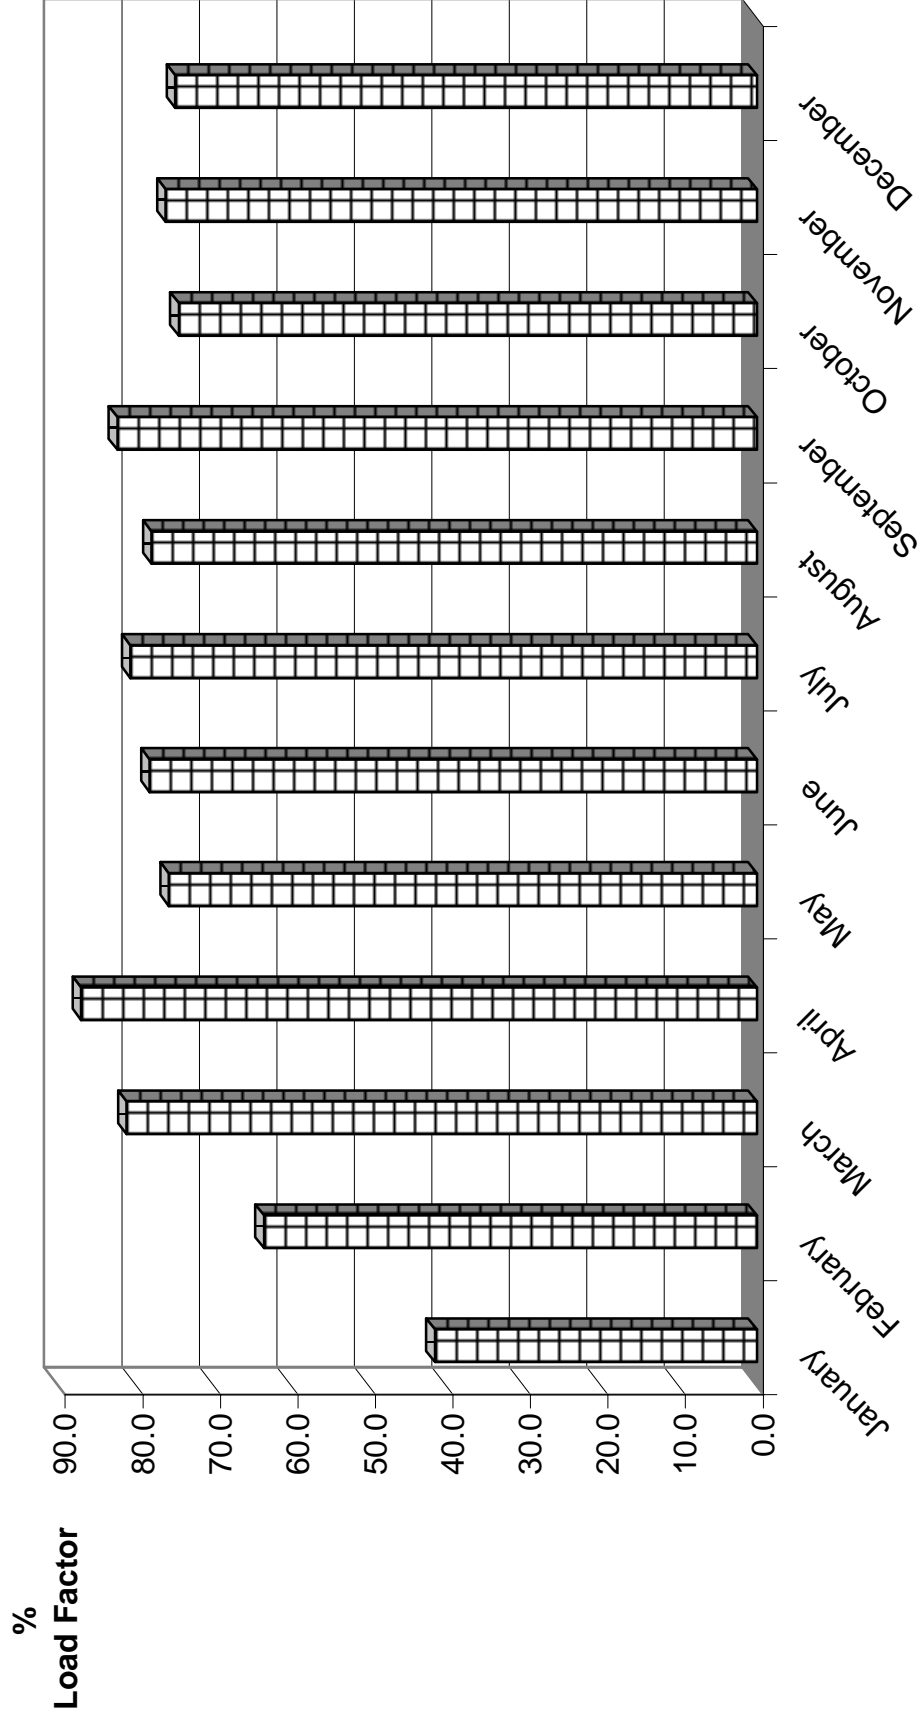 %
Load Factor
90.0
80.0
70.0
60.0
50.0
40.0
30.0
20.0
10.0
0.0
January
February
March
April
May
June
July
August
September
October
November
December